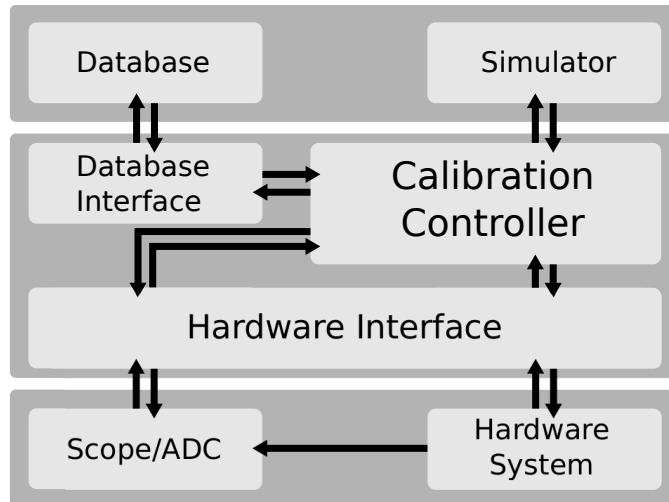 Database
Simulator
Database
Interface
Calibration
Controller
Hardware Interface
Scope/ADC
Hardware
System